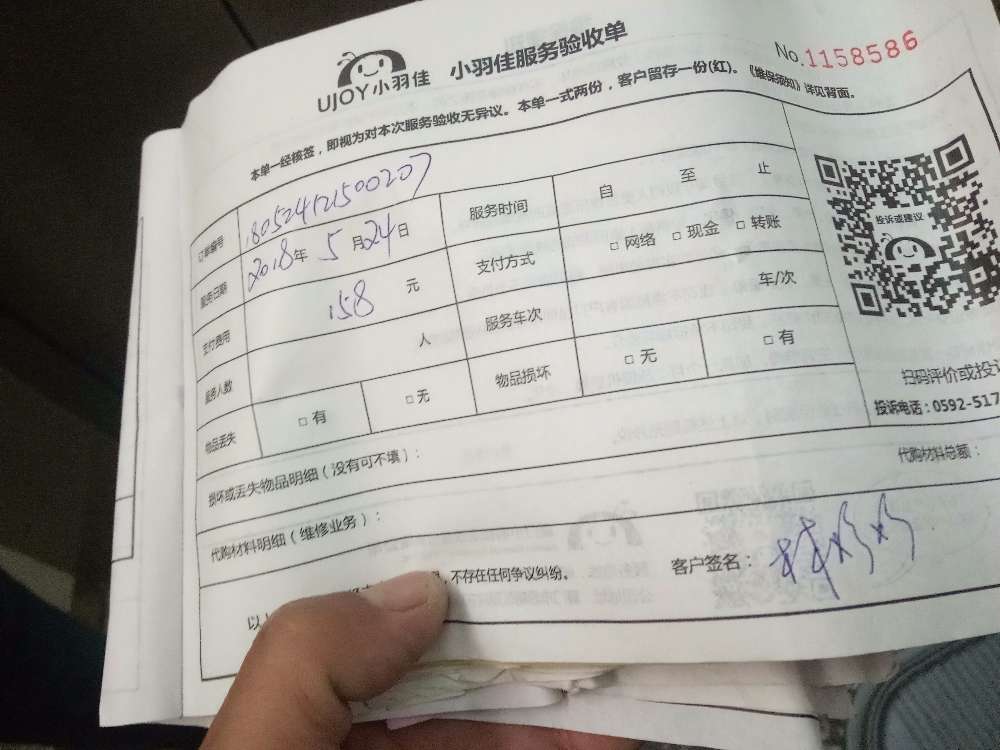 UJOY小羽佳 小羽佳服务验收单 No.1158586
本单一经核签，即视为对本次服务验收无异议。本单一式两份，客户留存一份(红)。《维保须知》详见背面。
订单编号 180524121500207 服务时间 自 至 止
服务日期 2018年 5 月24日 支付方式 □ 网络 □ 现金 □ 转账
支付费用 158 元 服务车次 车/次
服务人数 人 物品损坏 □ 无 □ 有
物品丢失 □ 有 □ 无
投诉或建议
扫码评价或投诉
投诉电话：0592-517
损坏或丢失物品明细（没有可不填）：
代购材料明细（维修业务）： 代购材料总额：
以上 ，不存在任何争议纠纷。 客户签名：